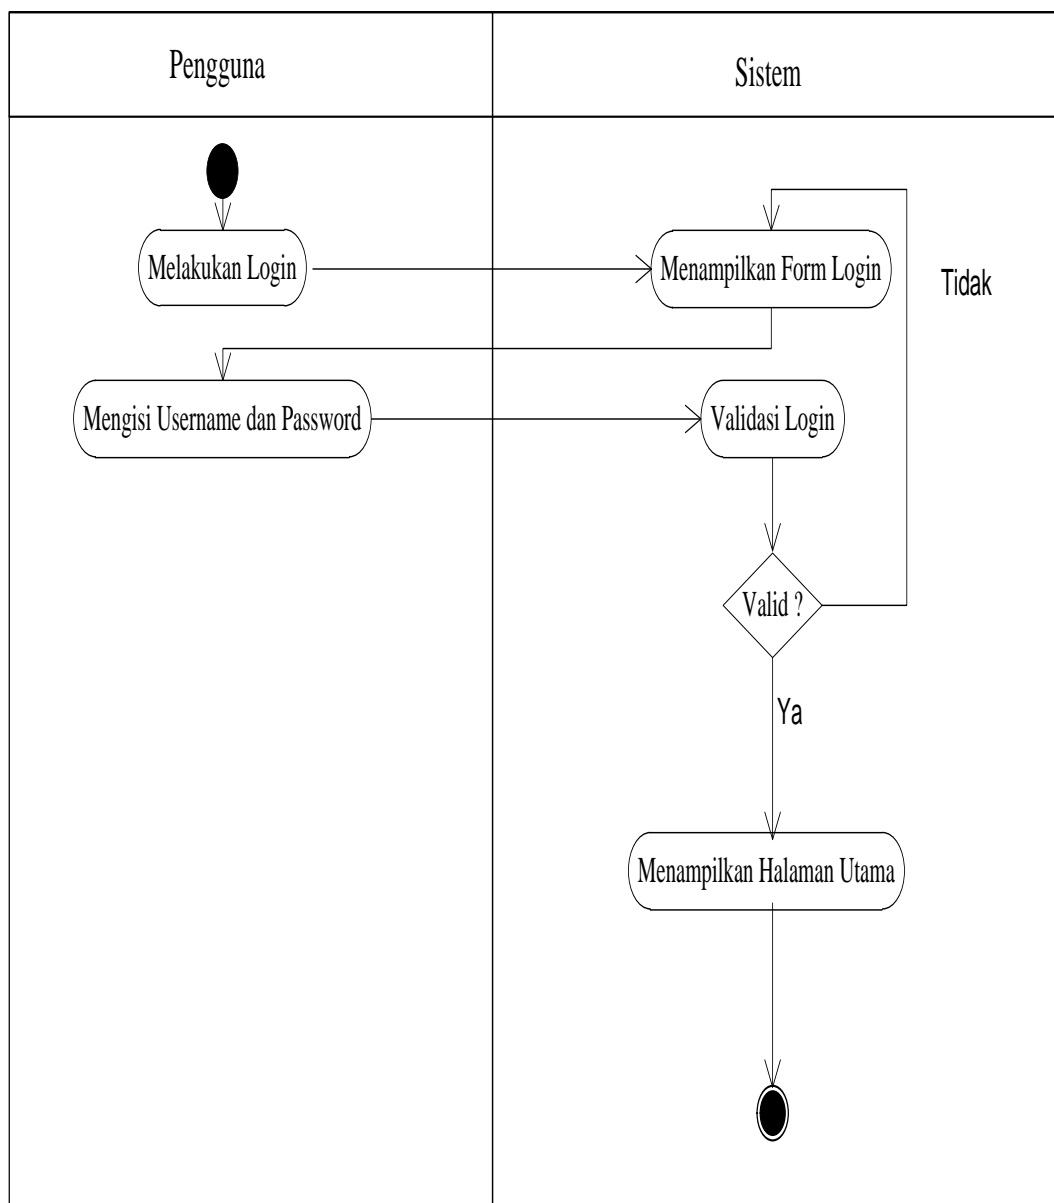 Pengguna
Sistem
Melakukan Login
Menampilkan Form Login
Tidak
Mengisi Username dan Password
Validasi Login
Valid ?
Ya
Menampilkan Halaman Utama